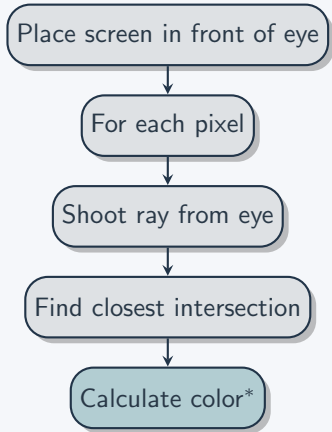 Place screen in front of eye
For each pixel
Shoot ray from eye
Find closest intersection
Calculate color*